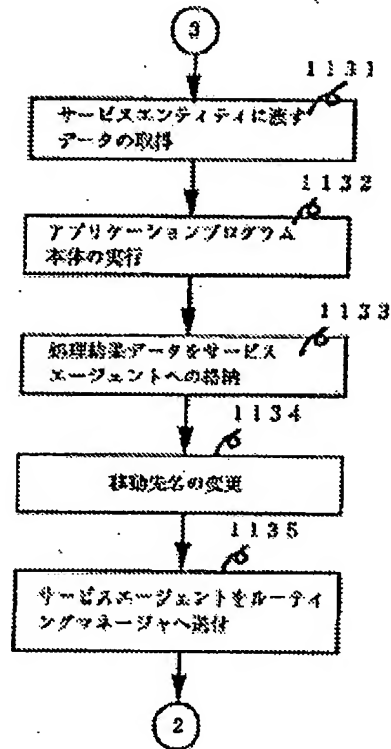 3
1131
サービスエンティティに渡す
データの取得
1132
アプリケーションプログラム
本体の実行
1133
処理結果データをサービス
エージェントへの格納
1134
移動先名の変更
1135
サービスエージェントをルーティ
ングマネージャへ送付
2